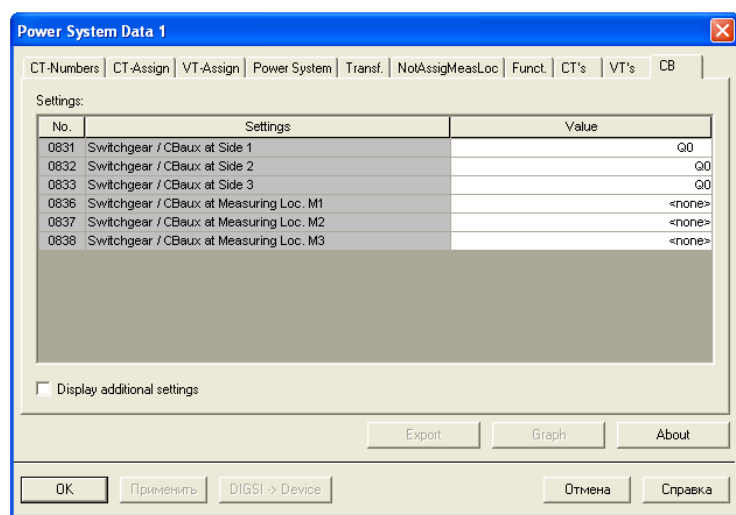 Power System Data 1
CT-Numbers CT-Assign VT-Assign Power System Transf. NotAssigMeasLoc Funct. CT's VT's CB
Settings:
No. Settings Value
0831 Switchgear / CBaux at Side 1 Q0
0832 Switchgear / CBaux at Side 2 Q0
0833 Switchgear / CBaux at Side 3 Q0
0836 Switchgear / CBaux at Measuring Loc. M1 <none>
0837 Switchgear / CBaux at Measuring Loc. M2 <none>
0838 Switchgear / CBaux at Measuring Loc. M3 <none>
Display additional settings
Export Graph About
OK Применить DIGSI -> Device Отмена Справка